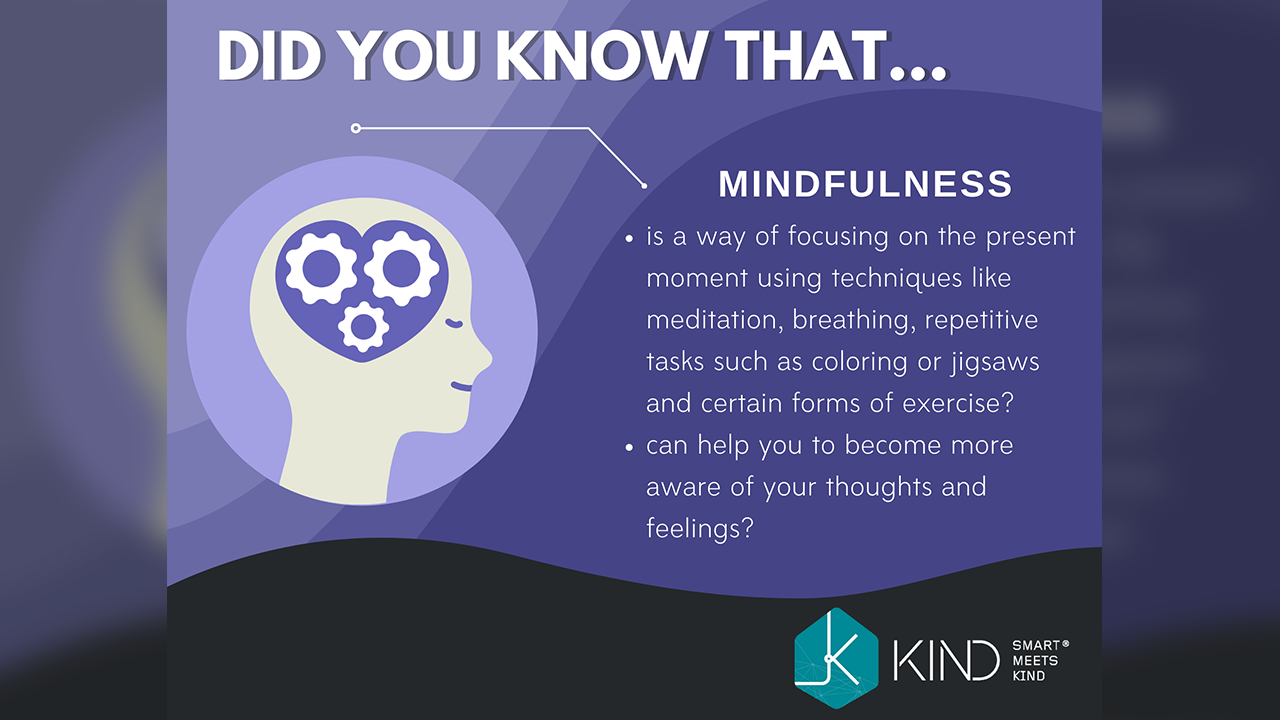 DID YOU KNOW THAT...
MINDFULNESS
• is a way of focusing on the present
moment using techniques like
meditation, breathing, repetitive
tasks such as coloring or jigsaws
and certain forms of exercise?
• can help you to become more
aware of your thoughts and
feelings?
K KIND
SMART®
MEETS
KIND